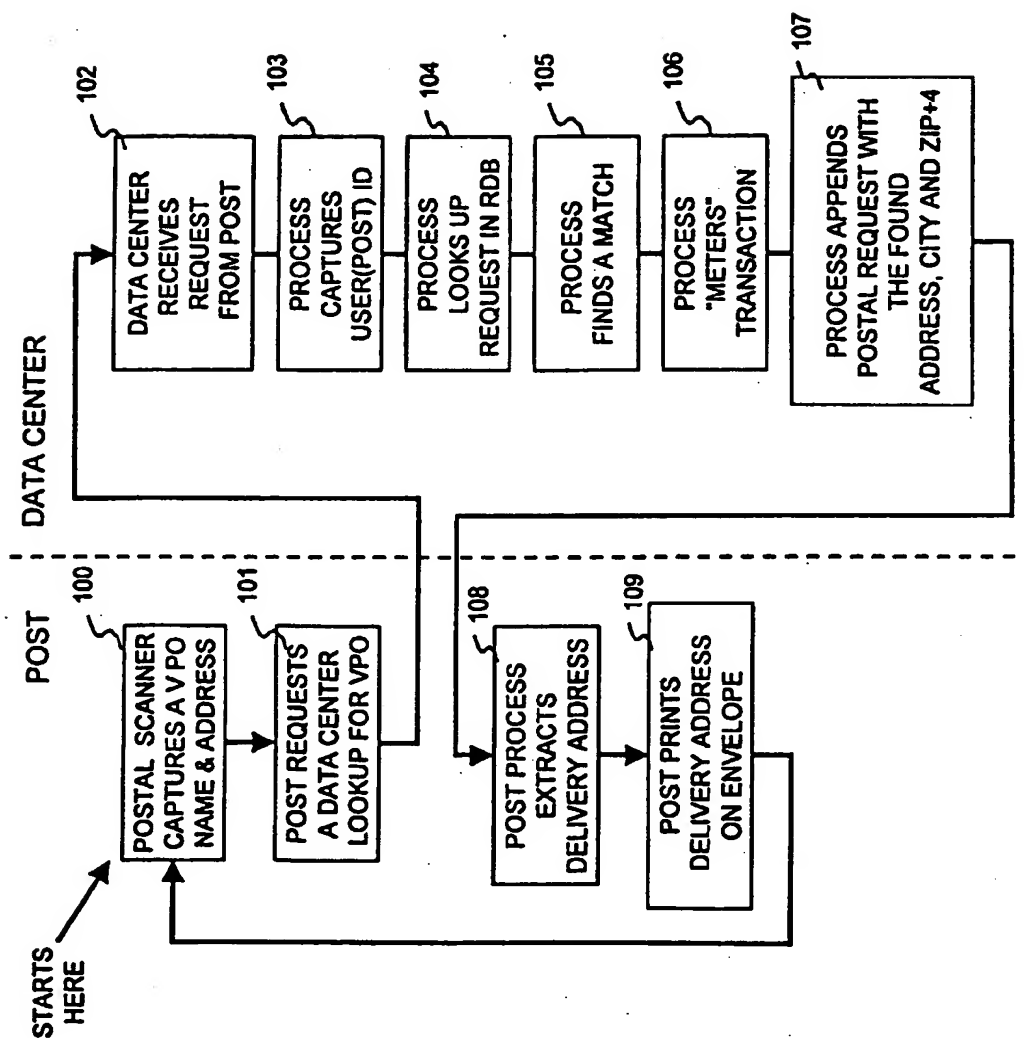 POST
DATA CENTER
STARTS
HERE
100
POSTAL SCANNER
CAPTURES A V PO
NAME & ADDRESS
101
POST REQUESTS
A DATA CENTER
LOOKUP FOR VPO
102
DATA CENTER
RECEIVES
REQUEST
FROM POST
103
PROCESS
CAPTURES
USER(POST) ID
104
PROCESS
LOOKS UP
REQUEST IN RDB
105
PROCESS
FINDS A MATCH
106
PROCESS
"METERS"
TRANSACTION
107
PROCESS APPENDS
POSTAL REQUEST WITH
THE FOUND
ADDRESS, CITY AND ZIP+4
108
POST PROCESS
EXTRACTS
DELIVERY ADDRESS
109
POST PRINTS
DELIVERY ADDRESS
ON ENVELOPE